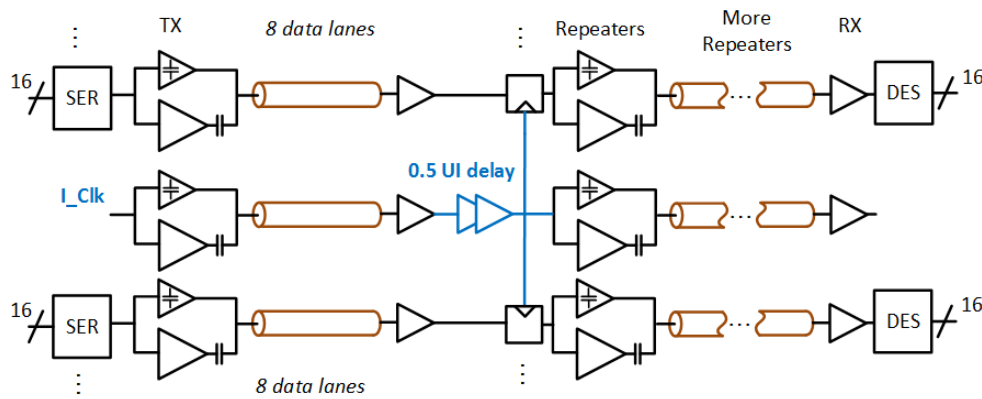 TX
8 data lanes
Repeaters
More
Repeaters
RX
⋮
⋮
16
SER
...
DES
16
0.5 UI delay
I_Clk
...
16
SER
...
DES
16
⋮
8 data lanes
⋮
⋮